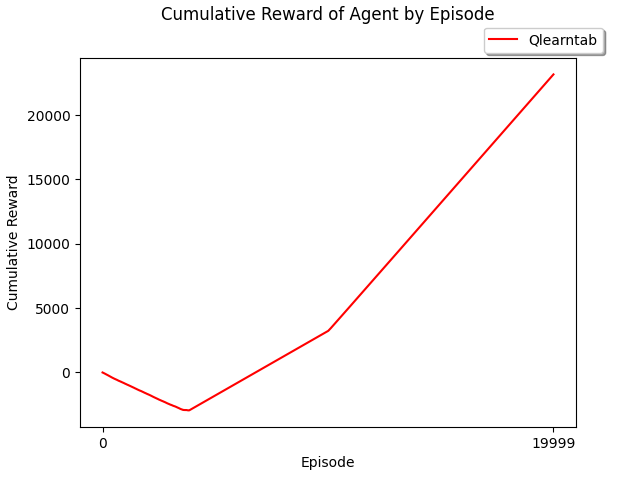 Cumulative Reward of Agent by Episode
Qlearntab
20000
15000
10000
5000
0
Cumulative Reward
0
19999
Episode